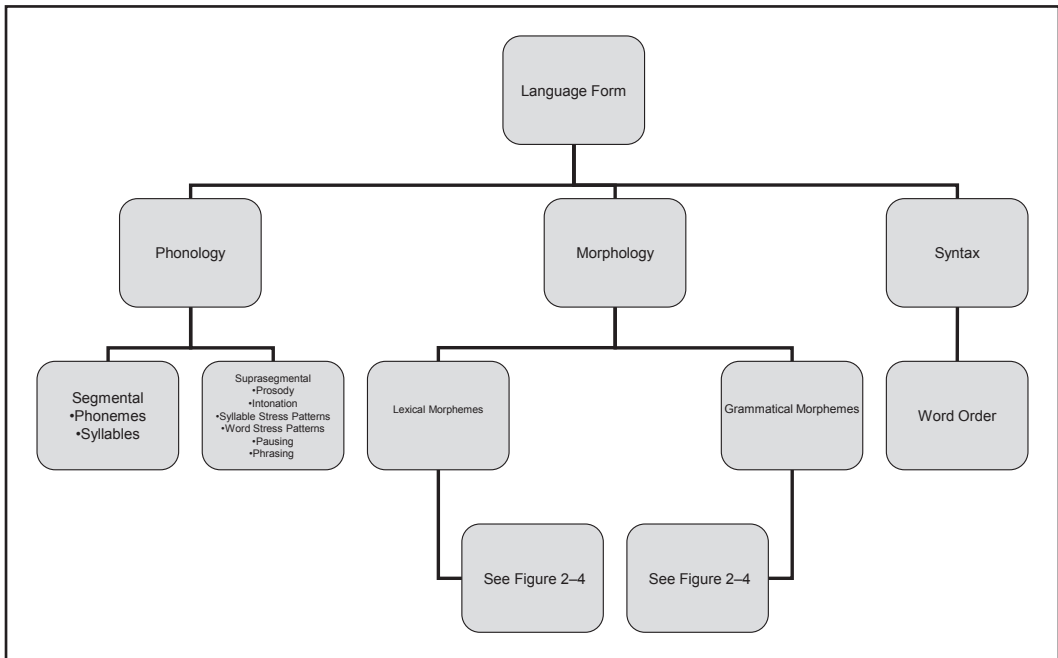 Language Form
Phonology
Morphology
Syntax
Segmental
•Phonemes
•Syllables
Suprasegmental
•Prosody
•Intonation
•Syllable Stress Patterns
•Word Stress Patterns
•Pausing
•Phrasing
Lexical Morphemes
Grammatical Morphemes
Word Order
See Figure 2–4
See Figure 2–4